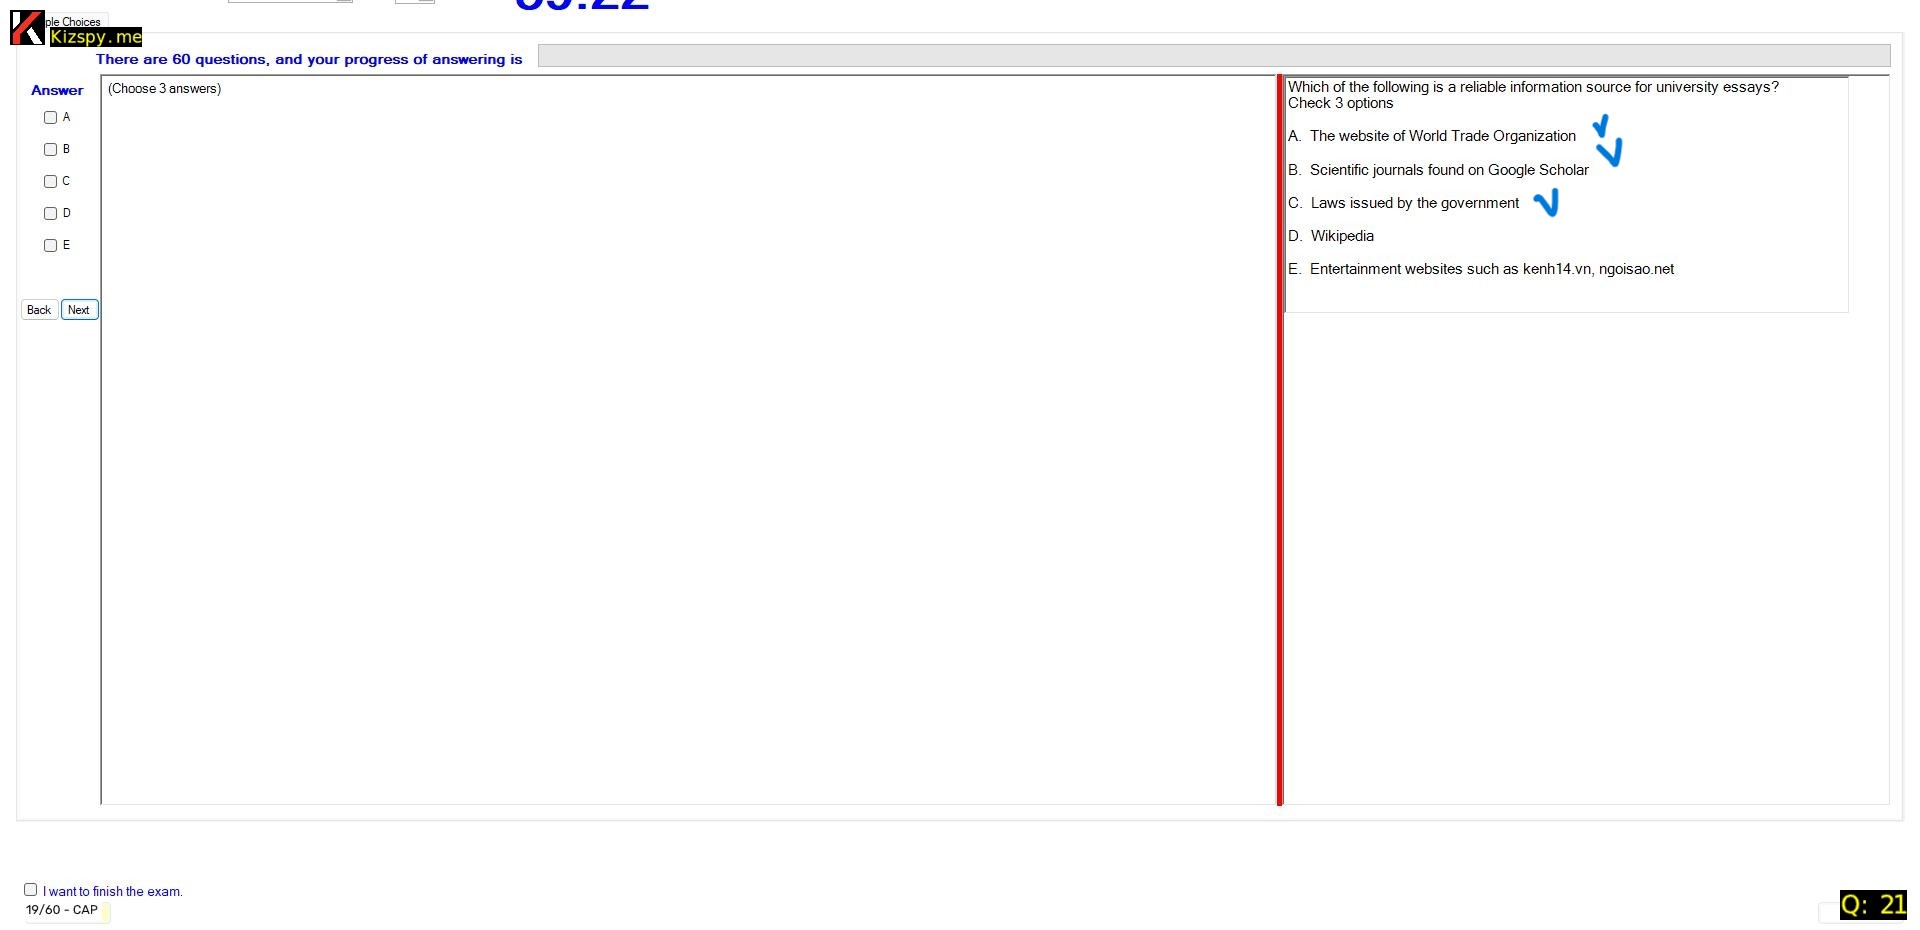 ple Choices
Kizspy.me
There are 60 questions, and your progress of answering is
Answer
(Choose 3 answers)
A
B
C
D
E
Back Next
Which of the following is a reliable information source for university essays?
Check 3 options
A. The website of World Trade Organization
B. Scientific journals found on Google Scholar
C. Laws issued by the government
D. Wikipedia
E. Entertainment websites such as kenh14.vn, ngoisao.net
I want to finish the exam.
19/60 - CAP
Q: 21